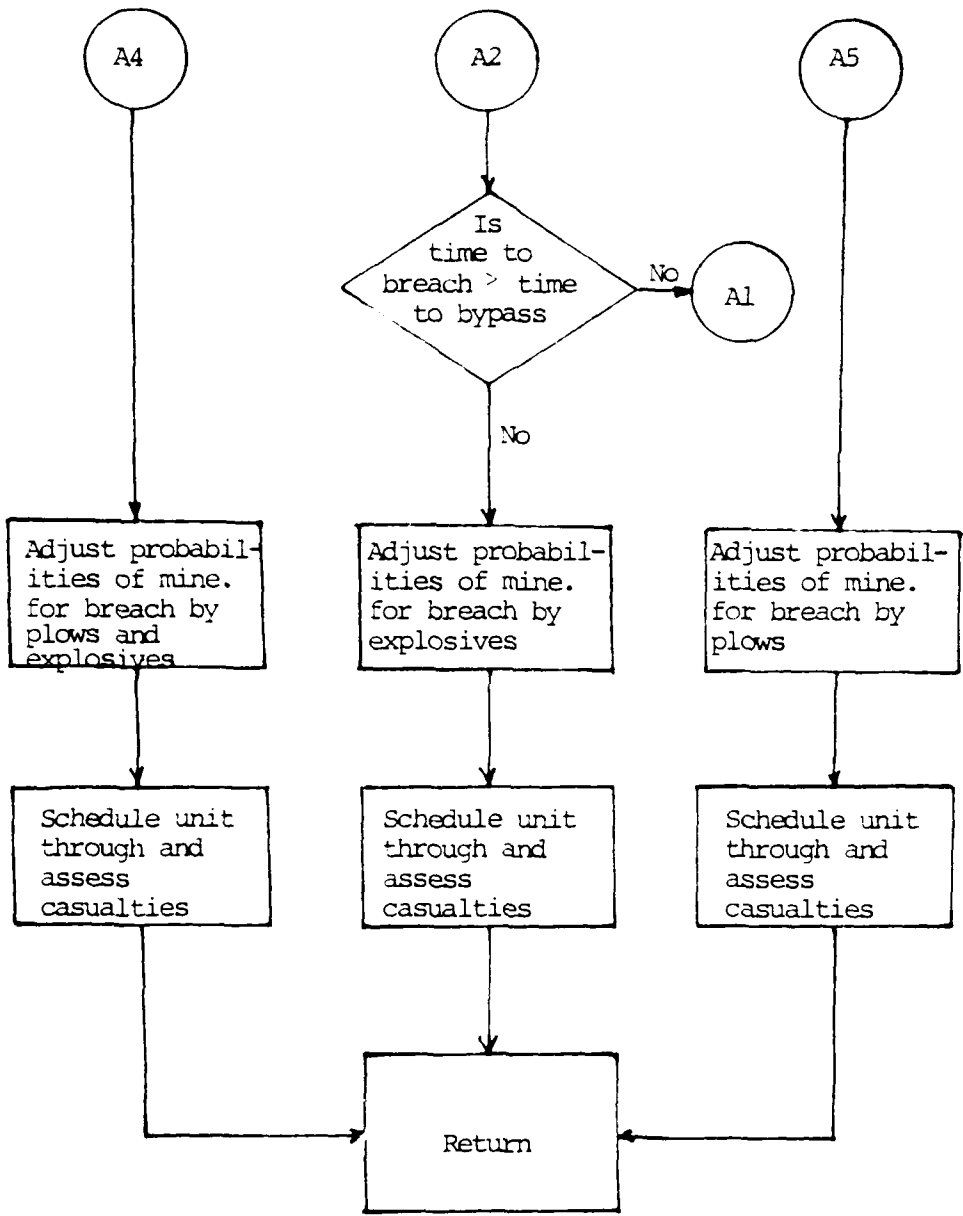 A4
A2
A5
Is
time to
breach > time
to bypass
No
A1
No
Adjust probabil-
ities of mine.
for breach by
plows and
explosives
Adjust probabil-
ities of mine.
for breach by
explosives
Adjust probabil-
ities of mine.
for breach by
plows
Schedule unit
through and
assess
casualties
Schedule unit
through and
assess
casualties
Schedule unit
through and
assess
casualties
Return